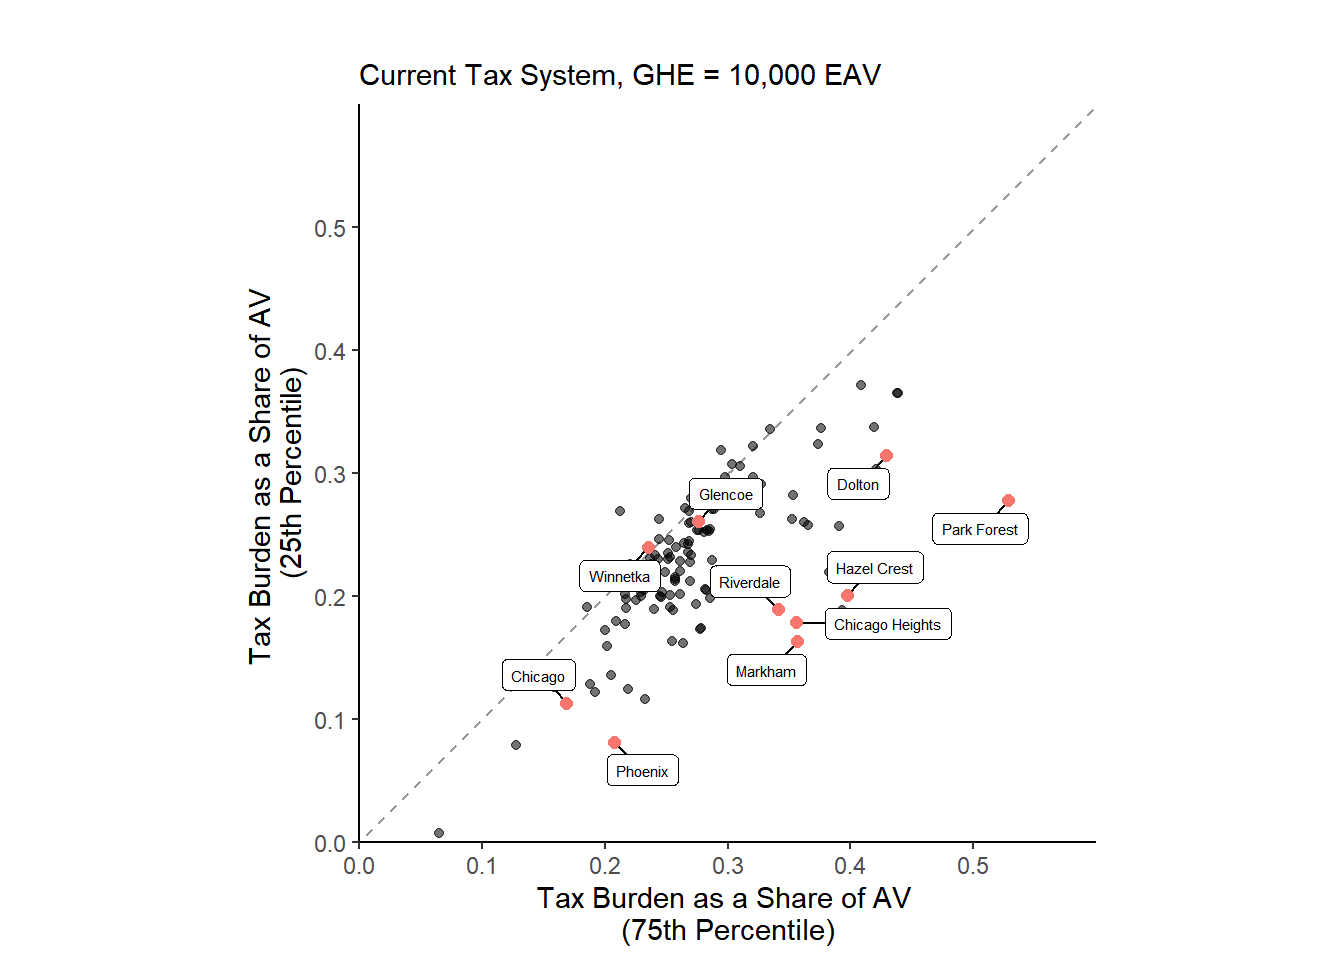 Current Tax System, GHE = 10,000 EAV
Tax Burden as a Share of AV
(25th Percentile)
0.5
0.4
0.3
0.2
0.1
0.0
Glencoe
Dolton
Park Forest
Winnetka
Riverdale
Hazel Crest
Chicago Heights
Markham
Chicago
Phoenix
0.0 0.1 0.2 0.3 0.4 0.5
Tax Burden as a Share of AV
(75th Percentile)